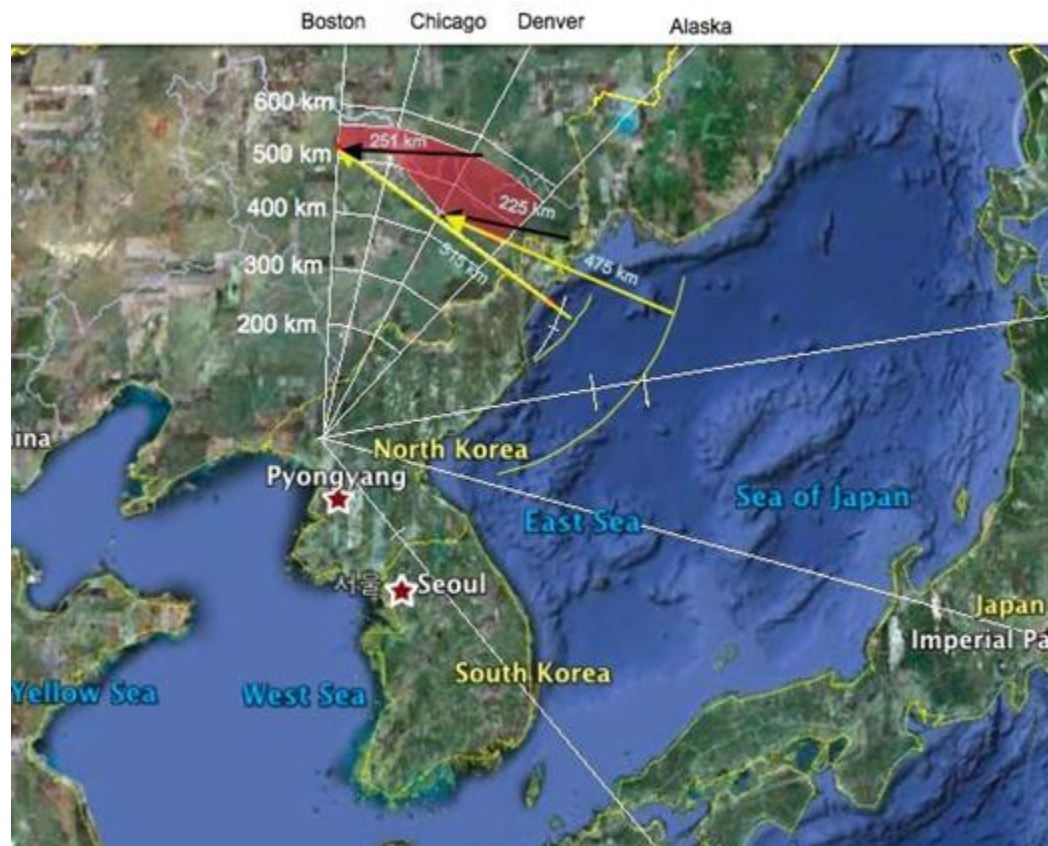 Boston Chicago Denver Alaska
600 km
251 km
500 km
225 km
400 km
515 km
475 km
300 km
200 km
ina
North Korea
Pyongyang
Sea of Japan
East Sea
서울 Seoul
Japan
Imperial Pa
South Korea
Yellow Sea
West Sea